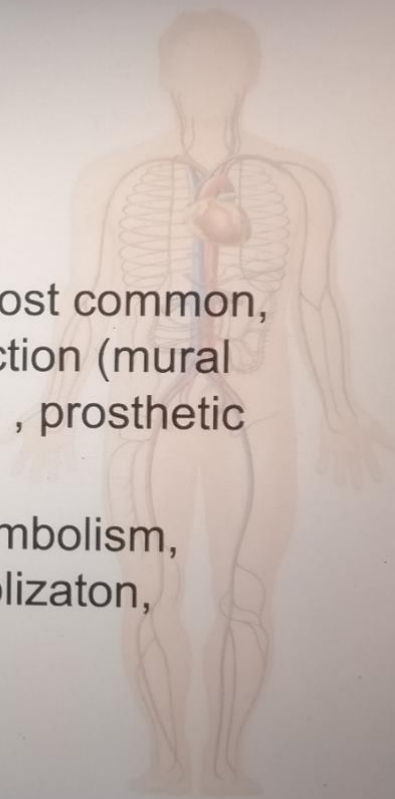 ost common,
ction (mural
, prosthetic
mbolism,
lizaton,